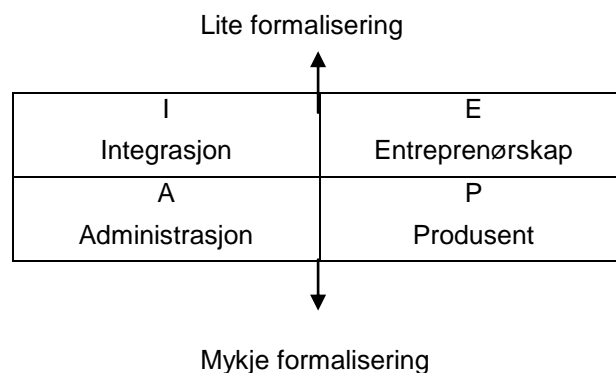 Lite formalisering
I
E
Integrasjon
Entreprenørskap
A
P
Administrasjon
Produsent
Mykje formalisering